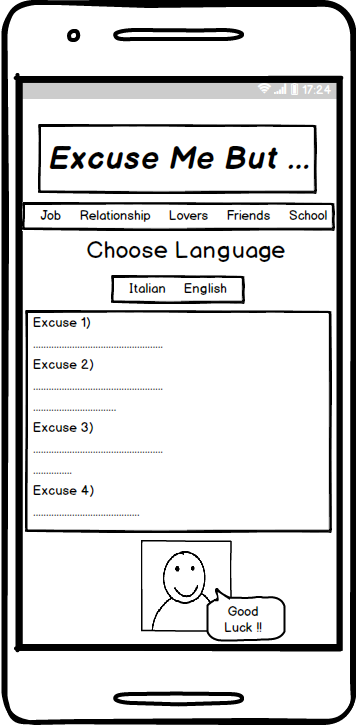 17:24
Excuse Me But ...
Job Relationship Lovers Friends School
Choose Language
Italian English
Excuse 1)
..................................................
Excuse 2)
..................................................
................................
Excuse 3)
..................................................
...............
Excuse 4)
.........................................
Good
Luck !!